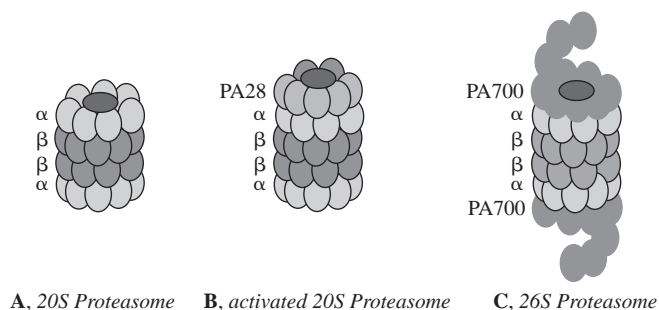 α
β
β
α
A, 20S Proteasome
PA28
α
β
β
α
B, activated 20S Proteasome
PA700
α
β
β
α
PA700
C, 26S Proteasome